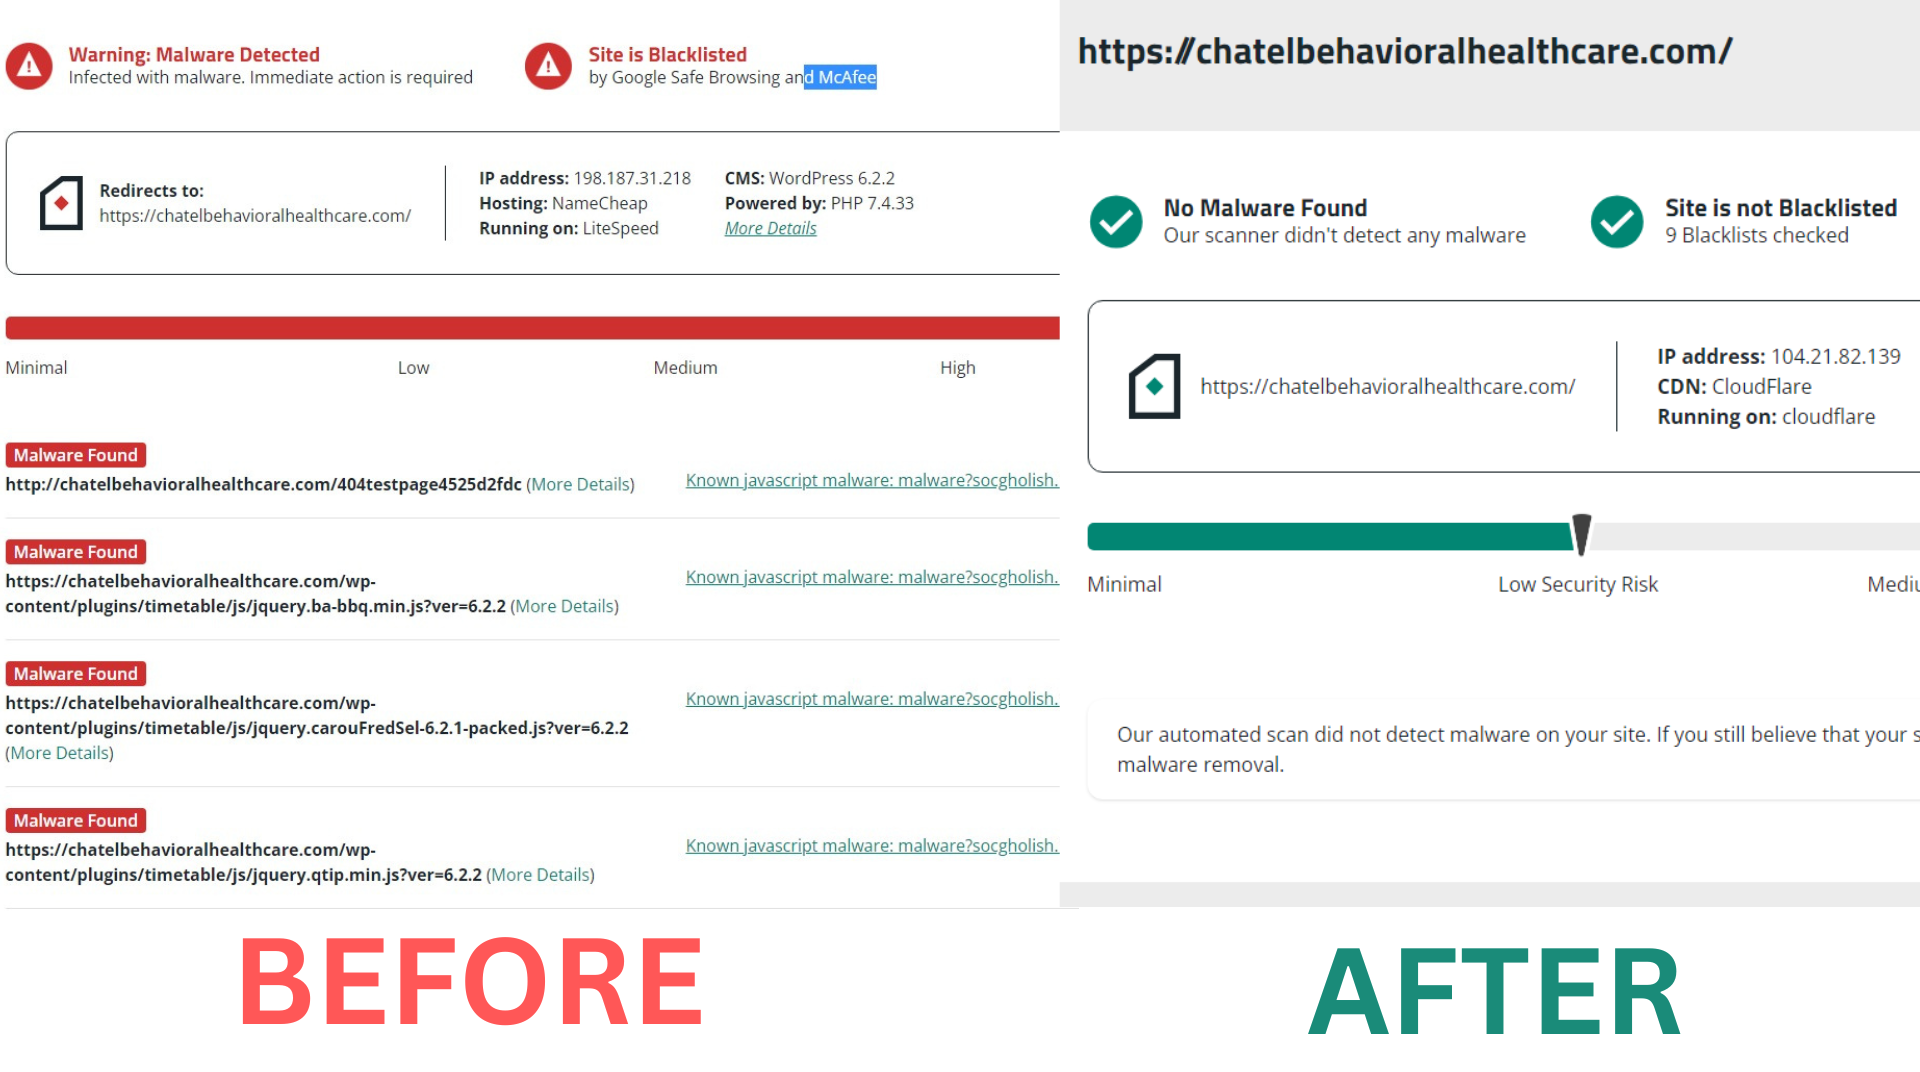 Warning: Malware Detected
Infected with malware. Immediate action is required
Site is Blacklisted
by Google Safe Browsing and McAfee
Redirects to:
https://chatelbehavioralhealthcare.com/
IP address: 198.187.31.218
Hosting: NameCheap
Running on: LiteSpeed
CMS: WordPress 6.2.2
Powered by: PHP 7.4.33
More Details
Minimal
Low
Medium
High
Malware Found
http://chatelbehavioralhealthcare.com/404testpage4525d2fdc (More Details)
Known javascript malware: malware?socgholish.
Malware Found
https://chatelbehavioralhealthcare.com/wp-
content/plugins/timetable/js/jquery.ba-bbq.min.js?ver=6.2.2 (More Details)
Known javascript malware: malware?socgholish.
Malware Found
https://chatelbehavioralhealthcare.com/wp-
content/plugins/timetable/js/jquery.carouFredSel-6.2.1-packed.js?ver=6.2.2
(More Details)
Known javascript malware: malware?socgholish.
Malware Found
https://chatelbehavioralhealthcare.com/wp-
content/plugins/timetable/js/jquery.qtip.min.js?ver=6.2.2 (More Details)
Known javascript malware: malware?socgholish.
BEFORE
https://chatelbehavioralhealthcare.com/
No Malware Found
Our scanner didn't detect any malware
Site is not Blacklisted
9 Blacklists checked
https://chatelbehavioralhealthcare.com/
IP address: 104.21.82.139
CDN: CloudFlare
Running on: cloudflare
Minimal
Low Security Risk
Mediu
Our automated scan did not detect malware on your site. If you still believe that your s
malware removal.
AFTER